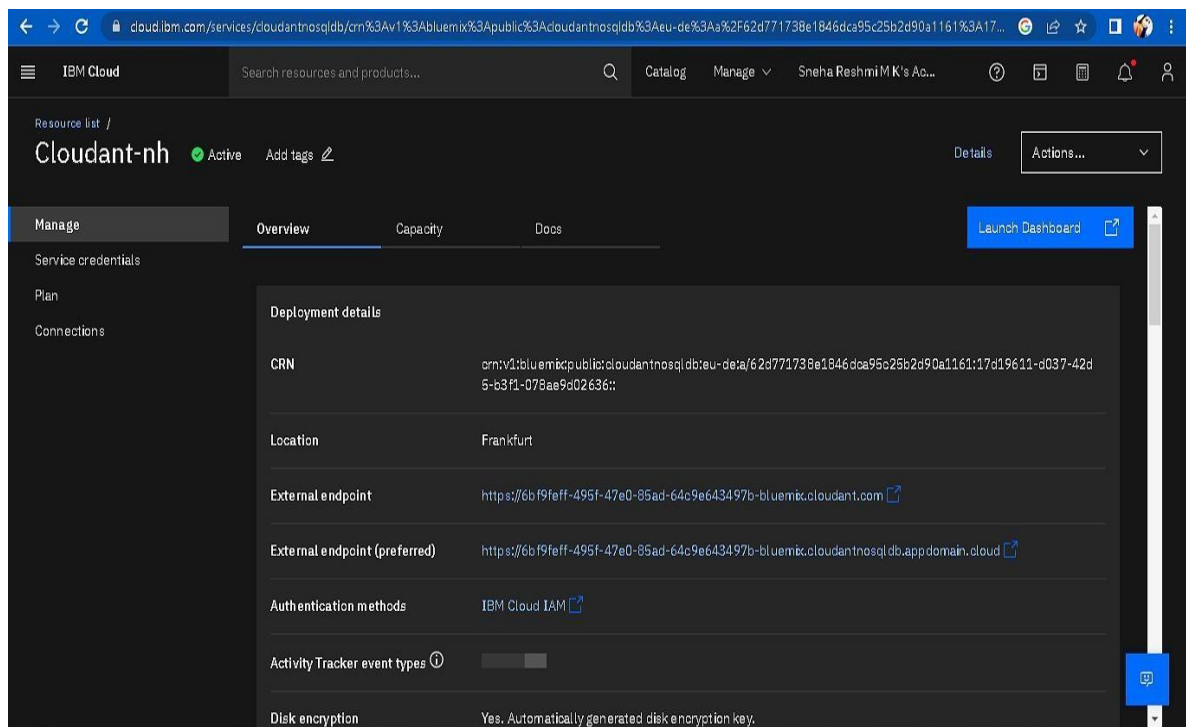 cloud.ibm.com/services/cloudantnosqldb/crn%3Av1%3Abluemix%3Apublic%3Acloudantnosqldb%3Aeu-de%3Aa%2F62d771738e1846dca95c25b2d90a1161%3A17...
IBM Cloud Search resources and products... Catalog Manage Sneha Reshmi M K's Ac...
Resource list /
Cloudant-nh Active Add tags Details Actions...
Manage
Service credentials
Plan
Connections
Overview Capacity Docs Launch Dashboard
Deployment details
CRN crn:v1:bluemix:public:cloudantnosqldb:eu-de:a/62d771738e1846dca95c25b2d90a1161:17d19611-d037-42d
5-b3f1-078ae9d02636::
Location Frankfurt
External endpoint https://6bf9feff-495f-47e0-85ad-64c9e643497b-bluemix.cloudant.com
External endpoint (preferred) https://6bf9feff-495f-47e0-85ad-64c9e643497b-bluemix.cloudantnosqldb.appdomain.cloud
Authentication methods IBM Cloud IAM
Activity Tracker event types
Disk encryption Yes. Automatically generated disk encryption key.